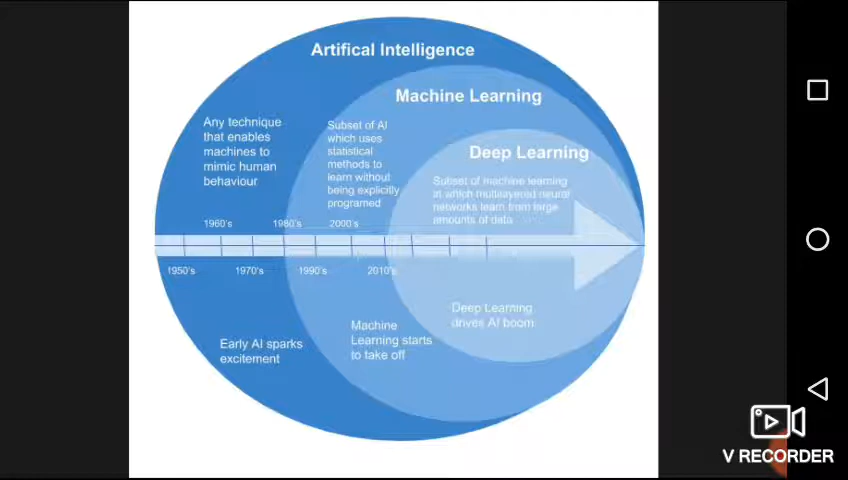 Artifical Intelligence
Machine Learning
Any technique
that enables
machines to
mimic human
behaviour
Subset of AI
which uses
statistical
methods to
learn without
being explicitly
programed
Deep Learning
Subset of machine learning
in which multilayered neural
networks learn from large
amounts of data
1960's
1980's
2000's
1950's
1970's
1990's
2010's
Early AI sparks
excitement
Machine
Learning starts
to take off
Deep Learning
drives AI boom
V RECORDER